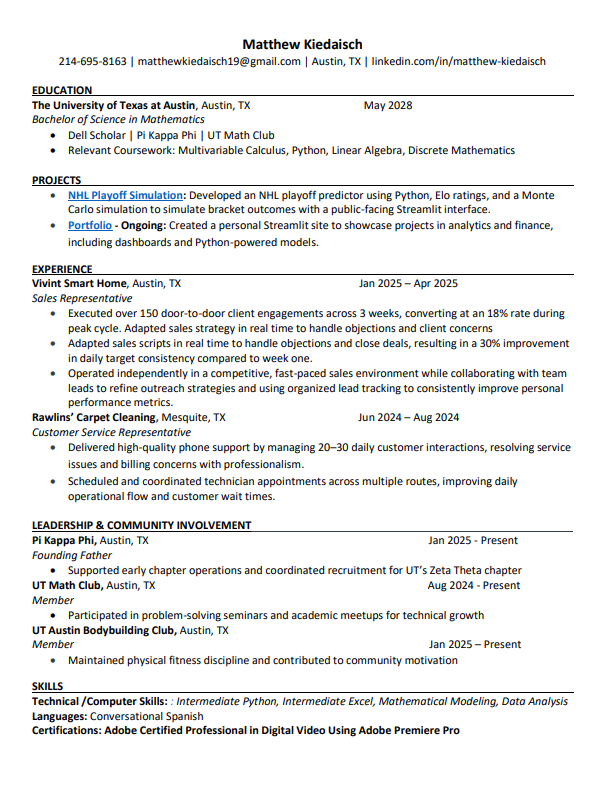 Matthew Kiedaisch
214-695-8163 | matthewkiedaisch19@gmail.com | Austin, TX | linkedin.com/in/matthew-kiedaisch
EDUCATION
The University of Texas at Austin, Austin, TX May 2028
Bachelor of Science in Mathematics
• Dell Scholar | Pi Kappa Phi | UT Math Club
• Relevant Coursework: Multivariable Calculus, Python, Linear Algebra, Discrete Mathematics
PROJECTS
• NHL Playoff Simulation: Developed an NHL playoff predictor using Python, Elo ratings, and a Monte
Carlo simulation to simulate bracket outcomes with a public-facing Streamlit interface.
• Portfolio - Ongoing: Created a personal Streamlit site to showcase projects in analytics and finance,
including dashboards and Python-powered models.
EXPERIENCE
Vivint Smart Home, Austin, TX Jan 2025 – Apr 2025
Sales Representative
• Executed over 150 door-to-door client engagements across 3 weeks, converting at an 18% rate during
peak cycle. Adapted sales strategy in real time to handle objections and client concerns
• Adapted sales scripts in real time to handle objections and close deals, resulting in a 30% improvement
in daily target consistency compared to week one.
• Operated independently in a competitive, fast-paced sales environment while collaborating with team
leads to refine outreach strategies and using organized lead tracking to consistently improve personal
performance metrics.
Rawlins’ Carpet Cleaning, Mesquite, TX Jun 2024 – Aug 2024
Customer Service Representative
• Delivered high-quality phone support by managing 20–30 daily customer interactions, resolving service
issues and billing concerns with professionalism.
• Scheduled and coordinated technician appointments across multiple routes, improving daily
operational flow and customer wait times.
LEADERSHIP & COMMUNITY INVOLVEMENT
Pi Kappa Phi, Austin, TX Jan 2025 - Present
Founding Father
• Supported early chapter operations and coordinated recruitment for UT’s Zeta Theta chapter
UT Math Club, Austin, TX Aug 2024 - Present
Member
• Participated in problem-solving seminars and academic meetups for technical growth
UT Austin Bodybuilding Club, Austin, TX
Member Jan 2025 – Present
• Maintained physical fitness discipline and contributed to community motivation
SKILLS
Technical /Computer Skills: : Intermediate Python, Intermediate Excel, Mathematical Modeling, Data Analysis
Languages: Conversational Spanish
Certifications: Adobe Certified Professional in Digital Video Using Adobe Premiere Pro